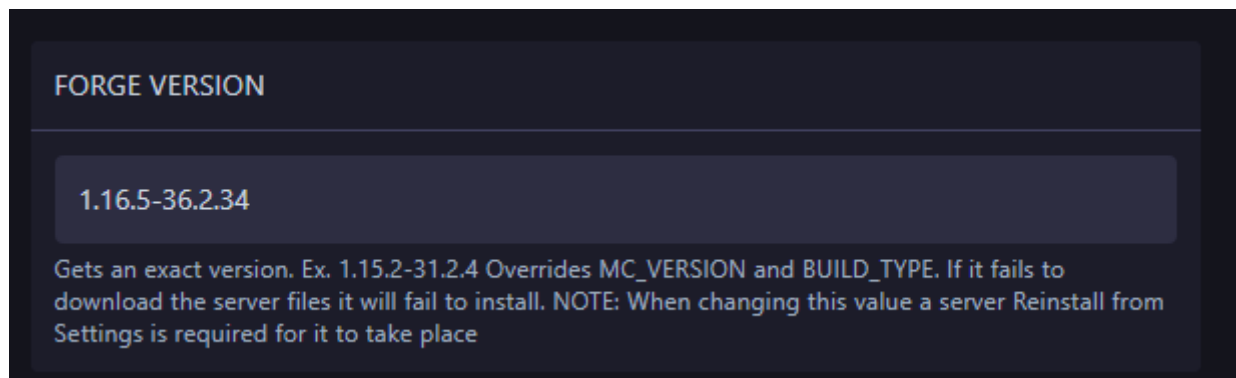 FORGE VERSION
1.16.5-36.2.34
Gets an exact version. Ex. 1.15.2-31.2.4 Overrides MC_VERSION and BUILD_TYPE. If it fails to
download the server files it will fail to install. NOTE: When changing this value a server Reinstall from
Settings is required for it to take place